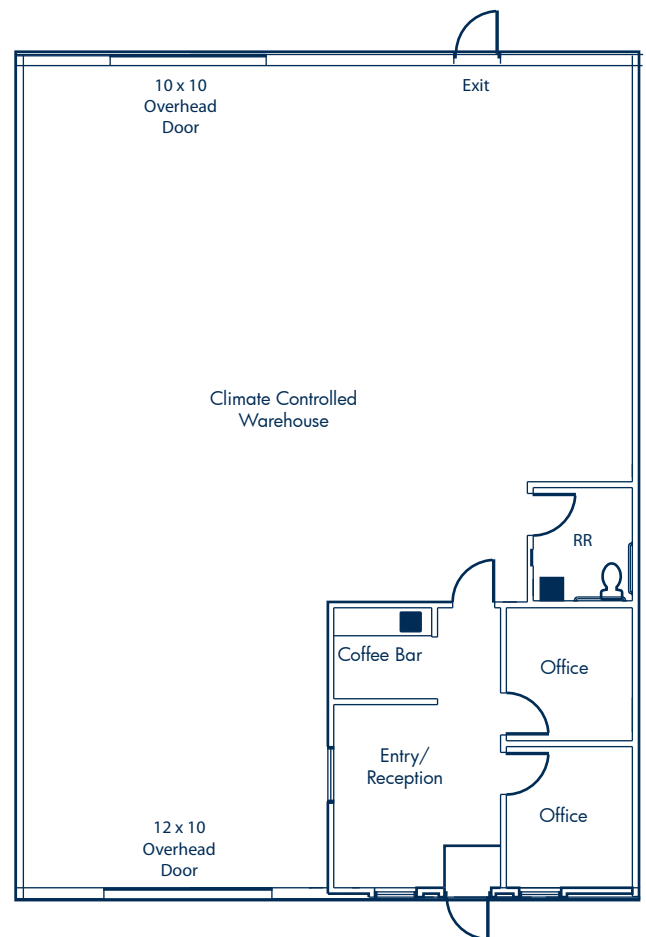 10 x 10
Overhead
Door
Exit
Climate Controlled
Warehouse
RR
Coffee Bar
Office
Entry/
Reception
Office
12 x 10
Overhead
Door